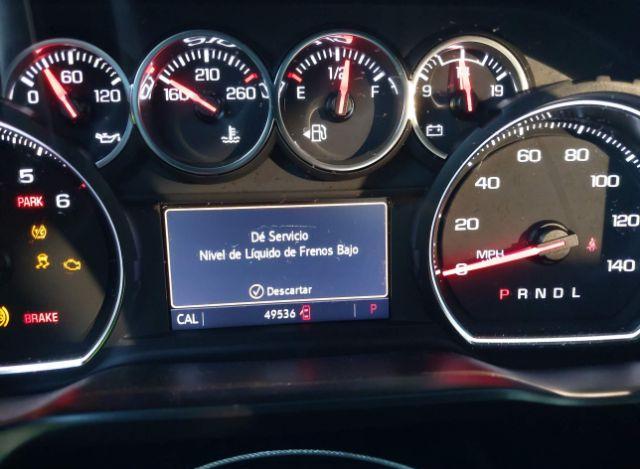 0 60 120
160 210 260
E 1/2 F
9 19
5
6
PARK
BRAKE
Dé Servicio
Nivel de Líquido de Frenos Bajo
Descartar
CAL 49536 P
0 20 40 60 80 100 120 140
MPH
P R N D L